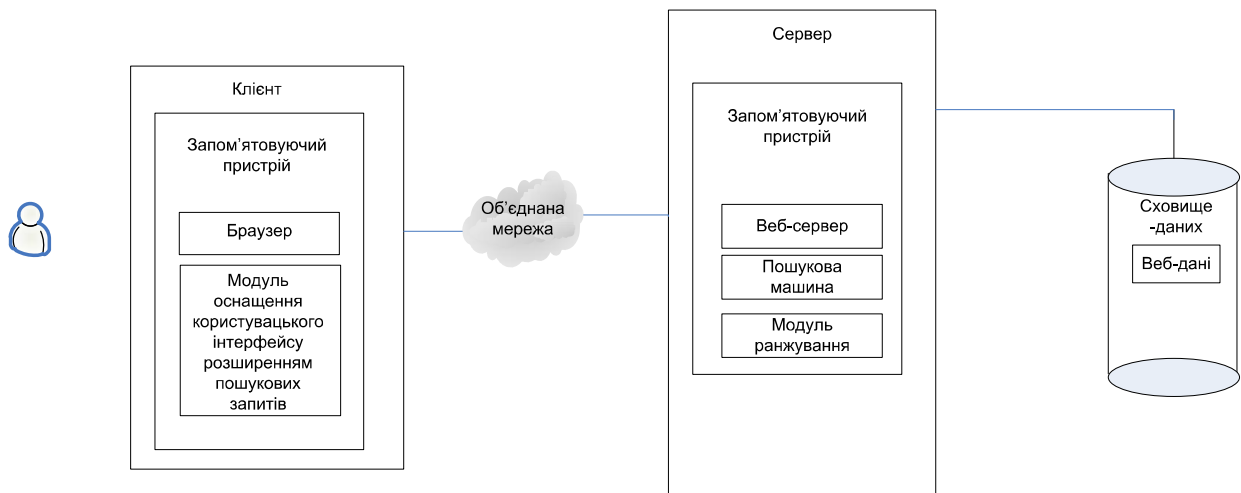 Клієнт
Запом’ятовуючий
пристрій
Браузер
Модуль
оснащення
користувацького
інтерфейсу
розширенням
пошукових
запитів
Об’єднана
мережа
Сервер
Запом’ятовуючий
пристрій
Веб-сервер
Пошукова
машина
Модуль
ранжування
Сховище
-даних
Веб-дані